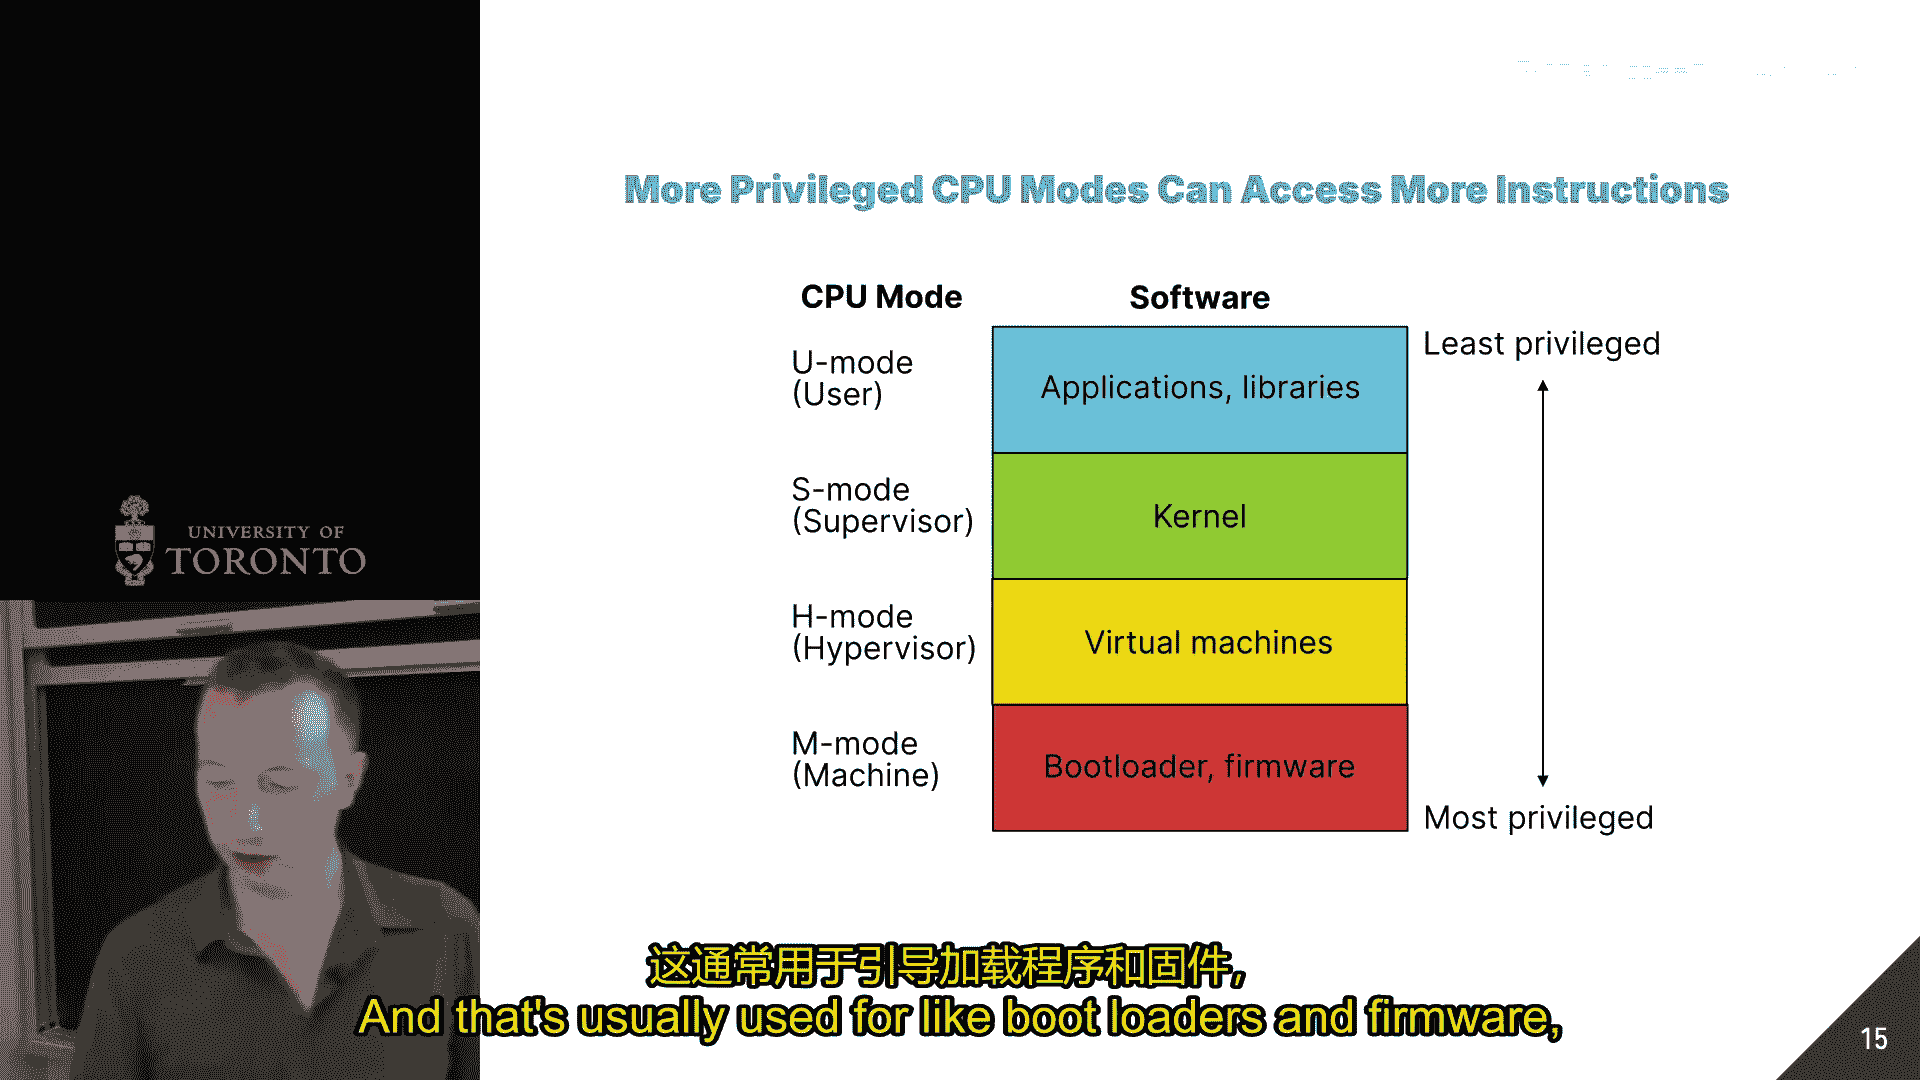 More Privileged CPU Modes Can Access More Instructions
CPU Mode
Software
U-mode
(User)
Applications, libraries
Least privileged
S-mode
(Supervisor)
Kernel
H-mode
(Hypervisor)
Virtual machines
M-mode
(Machine)
Bootloader, firmware
Most privileged
UNIVERSITY OF
TORONTO
这通常用于引导加载程序和固件，
And that's usually used for like boot loaders and firmware,
15